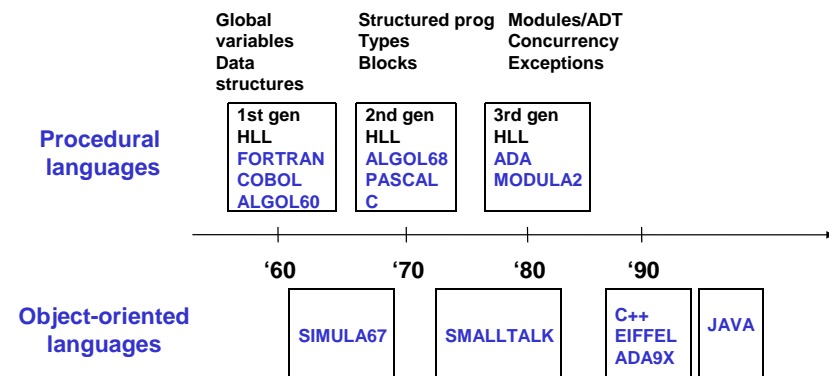 Global
variables
Data
structures
Structured prog
Types
Blocks
Modules/ADT
Concurrency
Exceptions
Procedural
languages
1st gen
HLL
FORTRAN
COBOL
ALGOL60
2nd gen
HLL
ALGOL68
PASCAL
C
3rd gen
HLL
ADA
MODULA2
‘60
‘70
‘80
‘90
Object-oriented
languages
SIMULA67
SMALLTALK
C++
EIFFEL
ADA9X
JAVA